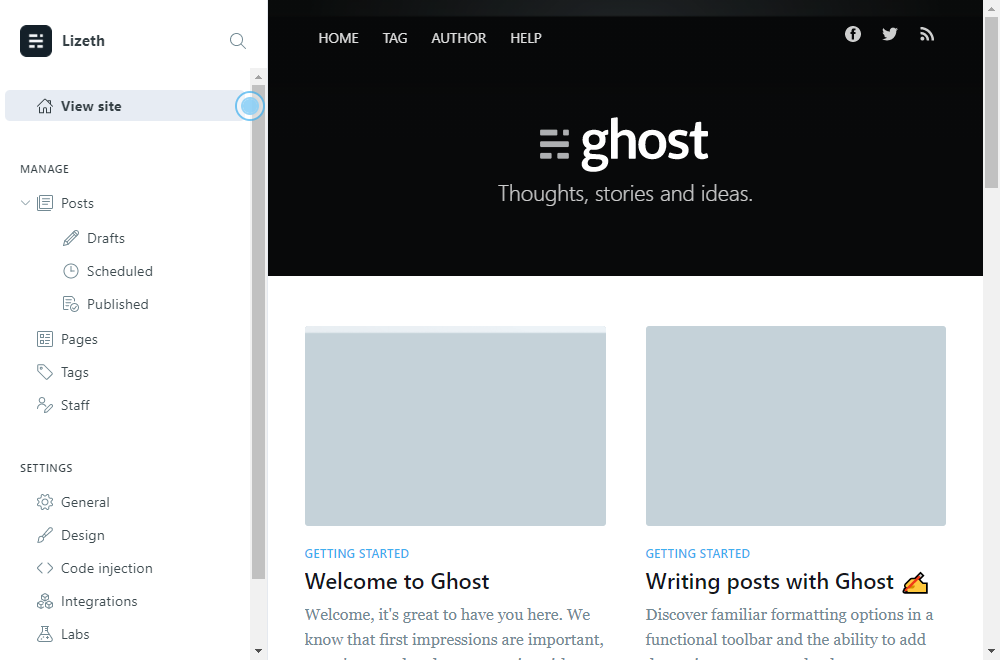 Lizeth
View site
MANAGE
Posts
Drafts
Scheduled
Published
Pages
Tags
Staff
SETTINGS
General
Design
Code injection
Integrations
Labs
HOME TAG AUTHOR HELP
ghost
Thoughts, stories and ideas.
GETTING STARTED
Welcome to Ghost
Welcome, it's great to have you here. We
know that first impressions are important,
GETTING STARTED
Writing posts with Ghost ✍️
Discover familiar formatting options in a
functional toolbar and the ability to add